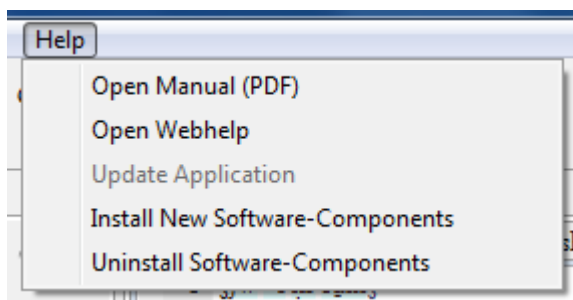 Help
Open Manual (PDF)
Open Webhelp
Update Application
Install New Software-Components
Uninstall Software-Components